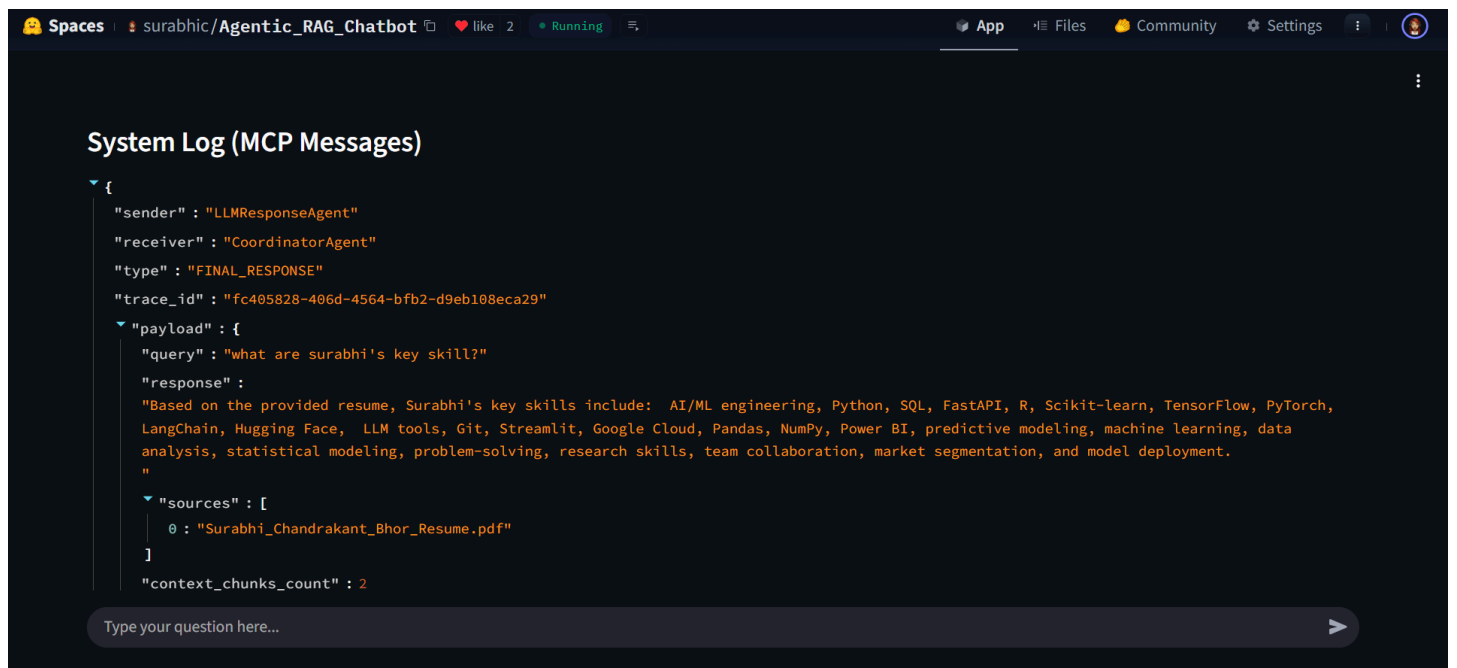 Spaces surabhic/Agentic_RAG_Chatbot like 2 Running App Files Community Settings
System Log (MCP Messages)
{
"sender" : "LLMResponseAgent"
"receiver" : "CoordinatorAgent"
"type" : "FINAL_RESPONSE"
"trace_id" : "fc405828-406d-4564-bfb2-d9eb108eca29"
"payload" : {
"query" : "what are surabhi's key skill?"
"response" :
"Based on the provided resume, Surabhi's key skills include:  AI/ML engineering, Python, SQL, FastAPI, R, Scikit-learn, TensorFlow, PyTorch,
LangChain, Hugging Face,  LLM tools, Git, Streamlit, Google Cloud, Pandas, NumPy, Power BI, predictive modeling, machine learning, data
analysis, statistical modeling, problem-solving, research skills, team collaboration, market segmentation, and model deployment.
"
"sources" : [
0 : "Surabhi_Chandrakant_Bhor_Resume.pdf"
]
"context_chunks_count" : 2
Type your question here...